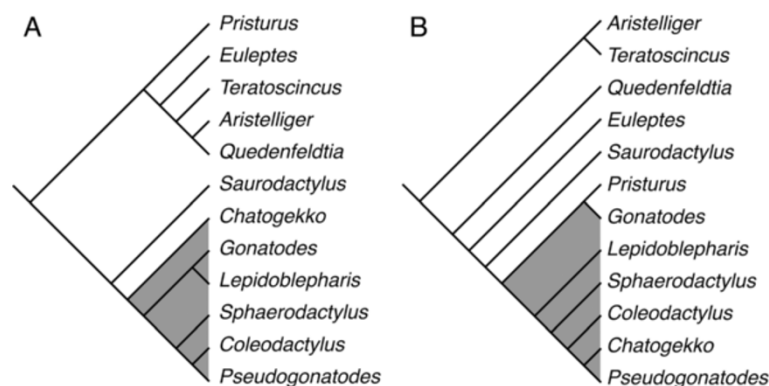 A
Pristurus
Euleptes
Teratoscincus
Aristelliger
Quedenfeldtia
Saurodactylus
Chatogekko
Gonatodes
Lepidoblepharis
Sphaerodactylus
Coleodactylus
Pseudogonatodes
B
Aristelliger
Teratoscincus
Quedenfeldtia
Euleptes
Saurodactylus
Pristurus
Gonatodes
Lepidoblepharis
Sphaerodactylus
Coleodactylus
Chatogekko
Pseudogonatodes